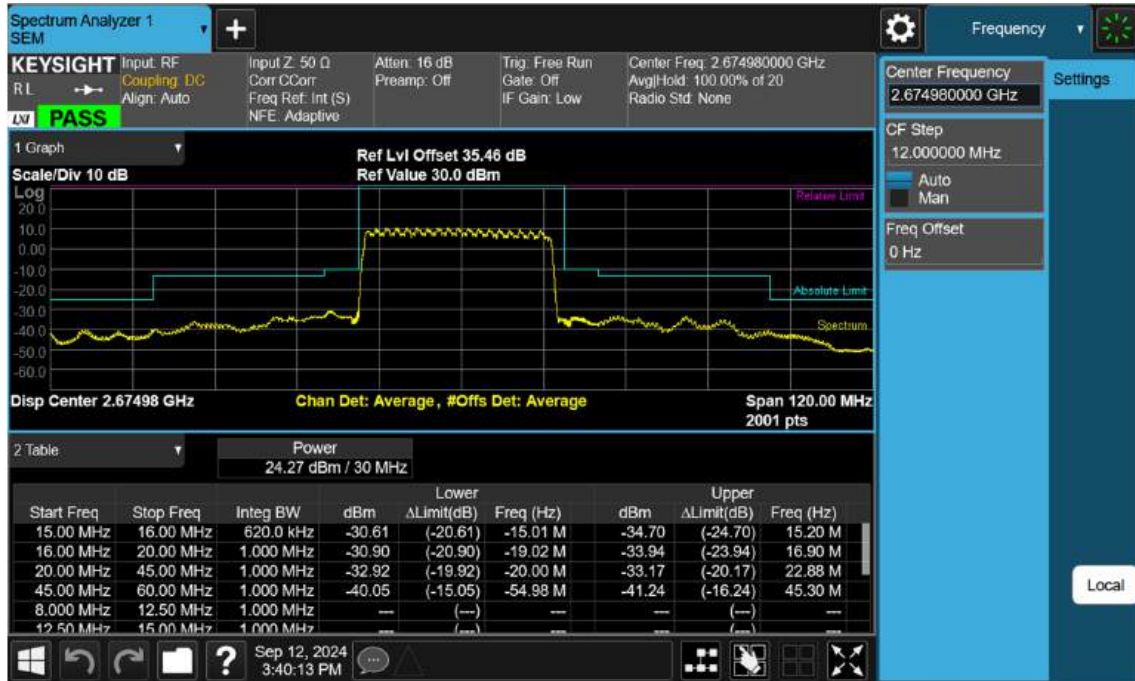 Spectrum Analyzer 1
SEM
+
Frequency
KEYSIGHT
R L
LXI
PASS
Input: RF
Coupling: DC
Align: Auto
Input Z: 50 Ω
Corr CCorr
Freq Ref: Int (S)
NFE: Adaptive
Atten: 16 dB
Preamp: Off
Trig: Free Run
Gate: Off
IF Gain: Low
Center Freq: 2.674980000 GHz
Avg|Hold: 100.00% of 20
Radio Std: None
Center Frequency
2.674980000 GHz
Settings
CF Step
12.000000 MHz
Auto
Man
Freq Offset
0 Hz
Local
1 Graph
Scale/Div 10 dB
Ref Lvl Offset 35.46 dB
Ref Value 30.0 dBm
Log
20.0
10.0
0.00
-10.0
-20.0
-30.0
-40.0
-50.0
-60.0
Relative Limit
Absolute Limit
Spectrum
Disp Center 2.67498 GHz
Chan Det: Average, #Offs Det: Average
Span 120.00 MHz
2001 pts
2 Table
Power
24.27 dBm / 30 MHz
Lower Upper
Start Freq Stop Freq Integ BW dBm ΔLimit(dB) Freq (Hz) dBm ΔLimit(dB) Freq (Hz)
15.00 MHz 16.00 MHz 620.0 kHz -30.61 (-20.61) -15.01 M -34.70 (-24.70) 15.20 M
16.00 MHz 20.00 MHz 1.000 MHz -30.90 (-20.90) -19.02 M -33.94 (-23.94) 16.90 M
20.00 MHz 45.00 MHz 1.000 MHz -32.92 (-19.92) -20.00 M -33.17 (-20.17) 22.88 M
45.00 MHz 60.00 MHz 1.000 MHz -40.05 (-15.05) -54.98 M -41.24 (-16.24) 45.30 M
8.000 MHz 12.50 MHz 1.000 MHz --- (---) --- --- (---) ---
12.50 MHz 15.00 MHz 1.000 MHz --- (---) --- --- (---) ---
?
Sep 12, 2024
3:40:13 PM